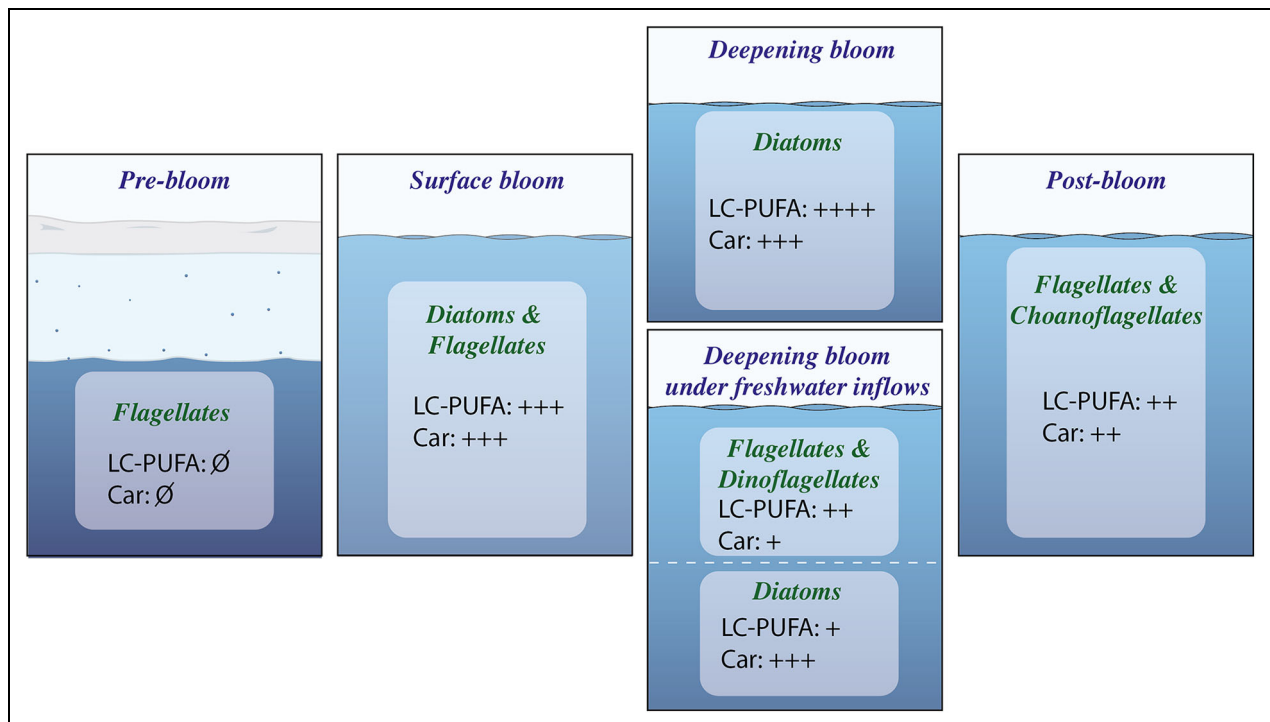 Pre-bloom
Flagellates
LC-PUFA: Ø
Car: Ø
Surface bloom
Diatoms &
Flagellates
LC-PUFA: +++
Car: +++
Deepening bloom
Diatoms
LC-PUFA: ++++
Car: +++
Deepening bloom
under freshwater inflows
Flagellates &
Dinoflagellates
LC-PUFA: ++
Car: +
Diatoms
LC-PUFA: +
Car: +++
Post-bloom
Flagellates &
Choanoflagellates
LC-PUFA: ++
Car: ++